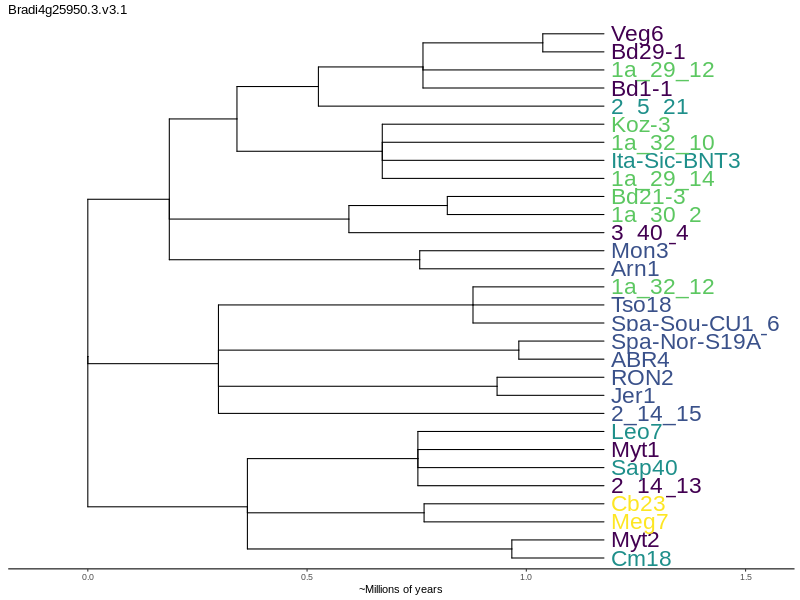 Bradi4g25950.3.v3.1
Veg6
Bd29-1
1a_29_12
Bd1-1
2_5_21
Koz-3
1a_32_10
Ita-Sic-BNT3
1a_29_14
Bd21-3
1a_30_2
3_40_4
Mon3
Arn1
1a_32_12
Tso18
Spa-Sou-CU1_6
Spa-Nor-S19A
ABR4
RON2
Jer1
2_14_15
Leo7
Myt1
Sap40
2_14_13
Cb23
Meg7
Myt2
Cm18
0.0 0.5 1.0 1.5
~Millions of years